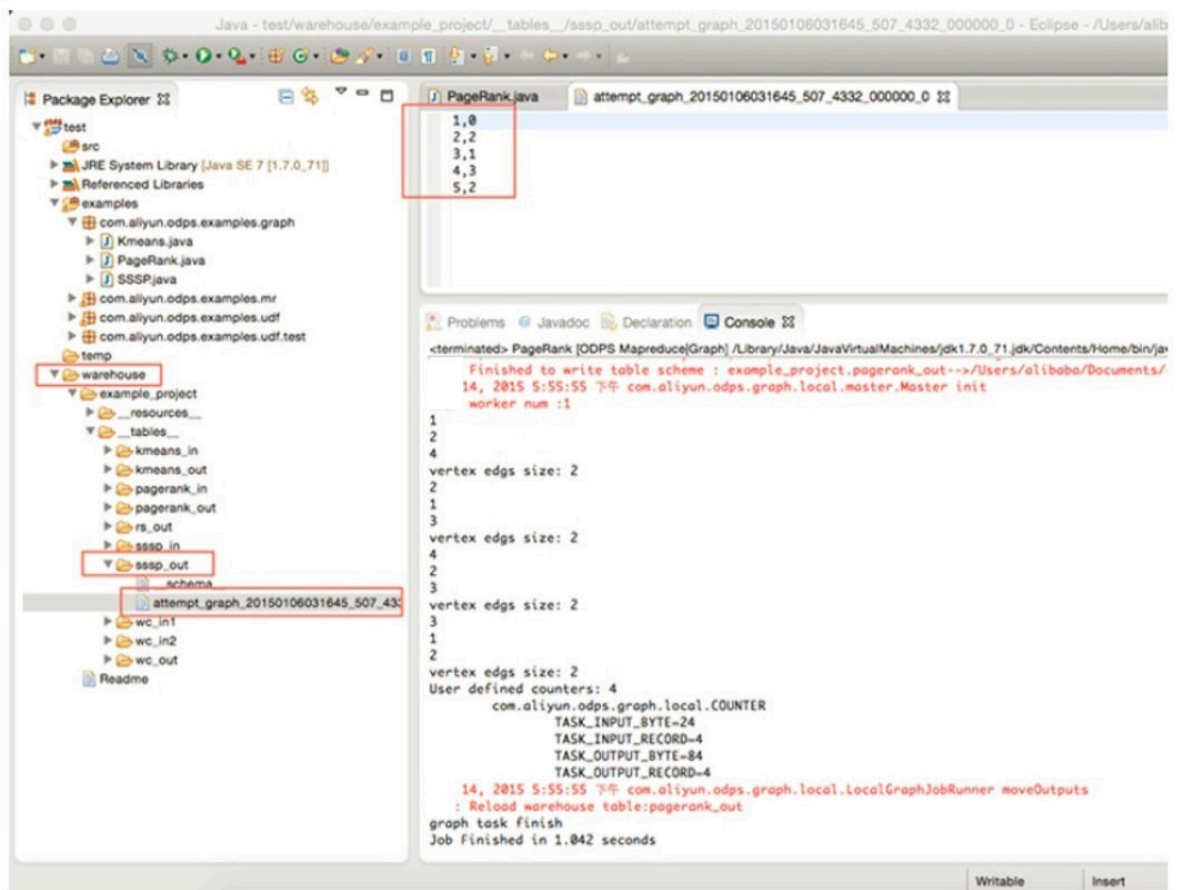 Java - test/warehouse/example_project/__tables__/sssp_out/attempt_graph_20150106031645_507_4332_000000_0 - Eclipse - /Users/alib
Package Explorer
test
src
JRE System Library [Java SE 7 [1.7.0_71]]
Referenced Libraries
examples
com.aliyun.odps.examples.graph
Kmeans.java
PageRank.java
SSSP.java
com.aliyun.odps.examples.mr
com.aliyun.odps.examples.udf
com.aliyun.odps.examples.udf.test
temp
warehouse
example_project
__resources__
__tables__
kmeans_in
kmeans_out
pagerank_in
pagerank_out
rs_out
sssp_in
sssp_out
__schema__
attempt_graph_20150106031645_507_433
wc_in1
wc_in2
wc_out
Readme
PageRank.java attempt_graph_20150106031645_507_4332_000000_0
1,0
2,2
3,1
4,3
5,2
Problems @ Javadoc Declaration Console
<terminated> PageRank [ODPS Mapreduce|Graph] /Library/Java/JavaVirtualMachines/jdk1.7.0_71.jdk/Contents/Home/bin/jav
Finished to write table scheme : example_project.pagerank_out-->/Users/alibaba/Documents/
14, 2015 5:55:55 下午 com.aliyun.odps.graph.local.master.Master init
worker num :1
1
2
4
vertex edgs size: 2
2
1
3
vertex edgs size: 2
4
2
3
vertex edgs size: 2
3
1
2
vertex edgs size: 2
User defined counters: 4
com.aliyun.odps.graph.local.COUNTER
TASK_INPUT_BYTE=24
TASK_INPUT_RECORD=4
TASK_OUTPUT_BYTE=84
TASK_OUTPUT_RECORD=4
14, 2015 5:55:55 下午 com.aliyun.odps.graph.local.LocalGraphJobRunner moveOutputs
: Reload warehouse table:pagerank_out
graph task finish
Job Finished in 1.042 seconds
Writable Insert